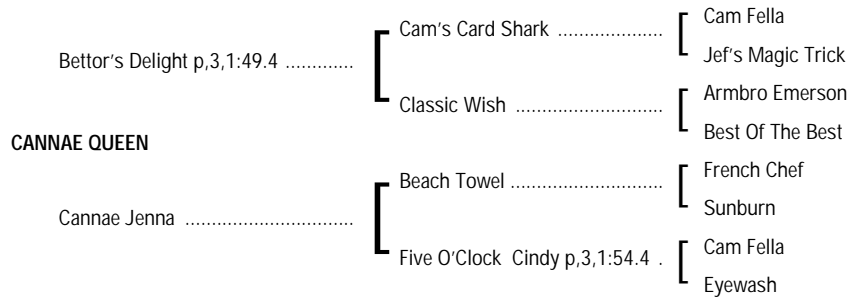 Cam Fella
Cam's Card Shark ....................
Jef's Magic Trick
Bettor's Delight p,3,1:49.4 .............
Armbro Emerson
Classic Wish ............................
Best Of The Best
CANNAE QUEEN
French Chef
Beach Towel .............................
Sunburn
Cannae Jenna ................................
Cam Fella
Five O'Clock Cindy p,3,1:54.4 .
Eyewash